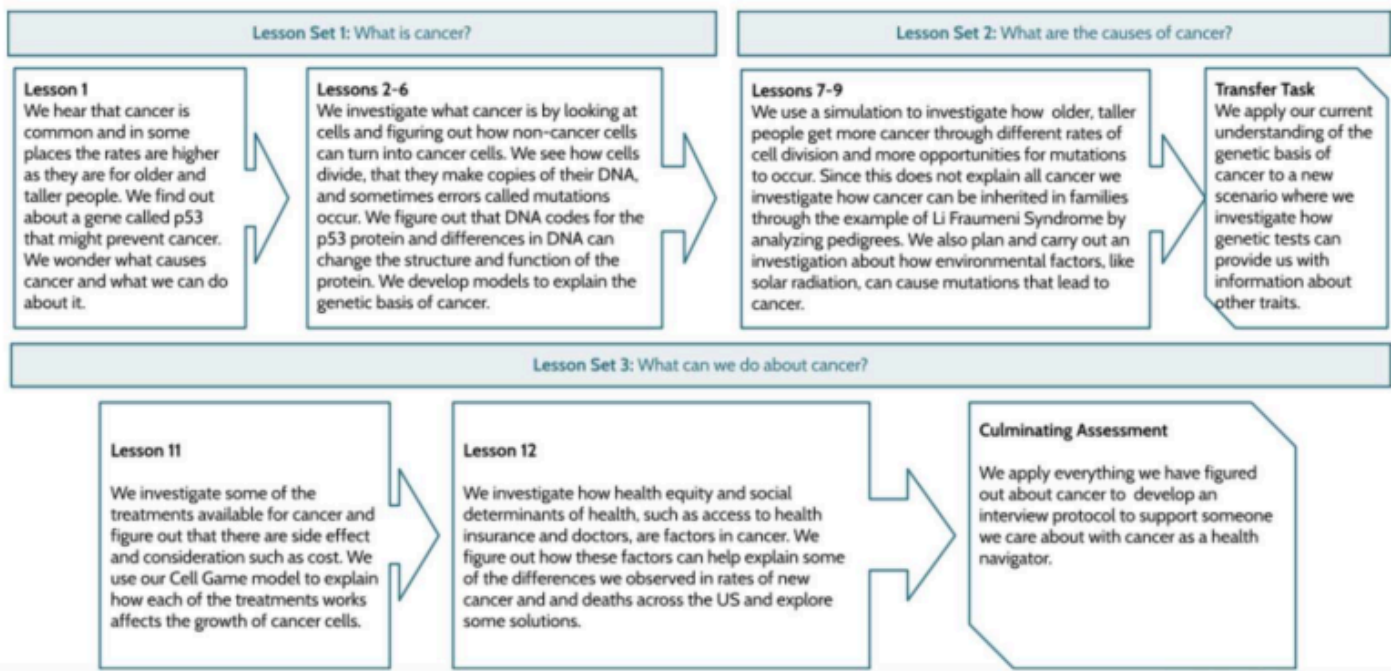 Lesson Set 1: What is cancer?
Lesson 1
We hear that cancer is
common and in some
places the rates are higher
as they are for older and
taller people. We find out
about a gene called p53
that might prevent cancer.
We wonder what causes
cancer and what we can do
about it.
Lessons 2-6
We investigate what cancer is by looking at
cells and figuring out how non-cancer cells
can turn into cancer cells. We see how cells
divide, that they make copies of their DNA,
and sometimes errors called mutations
occur. We figure out that DNA codes for the
p53 protein and differences in DNA can
change the structure and function of the
protein. We develop models to explain the
genetic basis of cancer.
Lesson Set 2: What are the causes of cancer?
Lessons 7-9
We use a simulation to investigate how older, taller
people get more cancer through different rates of
cell division and more opportunities for mutations
to occur. Since this does not explain all cancer we
investigate how cancer can be inherited in families
through the example of Li Fraumeni Syndrome by
analyzing pedigrees. We also plan and carry out an
investigation about how environmental factors, like
solar radiation, can cause mutations that lead to
cancer.
Transfer Task
We apply our current
understanding of the
genetic basis of
cancer to a new
scenario where we
investigate how
genetic tests can
provide us with
information about
other traits.
Lesson Set 3: What can we do about cancer?
Lesson 11
We investigate some of the
treatments available for cancer and
figure out that there are side effect
and consideration such as cost. We
use our Cell Game model to explain
how each of the treatments works
affects the growth of cancer cells.
Lesson 12
We investigate how health equity and social
determinants of health, such as access to health
insurance and doctors, are factors in cancer. We
figure out how these factors can help explain some
of the differences we observed in rates of new
cancer and and deaths across the US and explore
some solutions.
Culminating Assessment
We apply everything we have figured
out about cancer to develop an
interview protocol to support someone
we care about with cancer as a health
navigator.